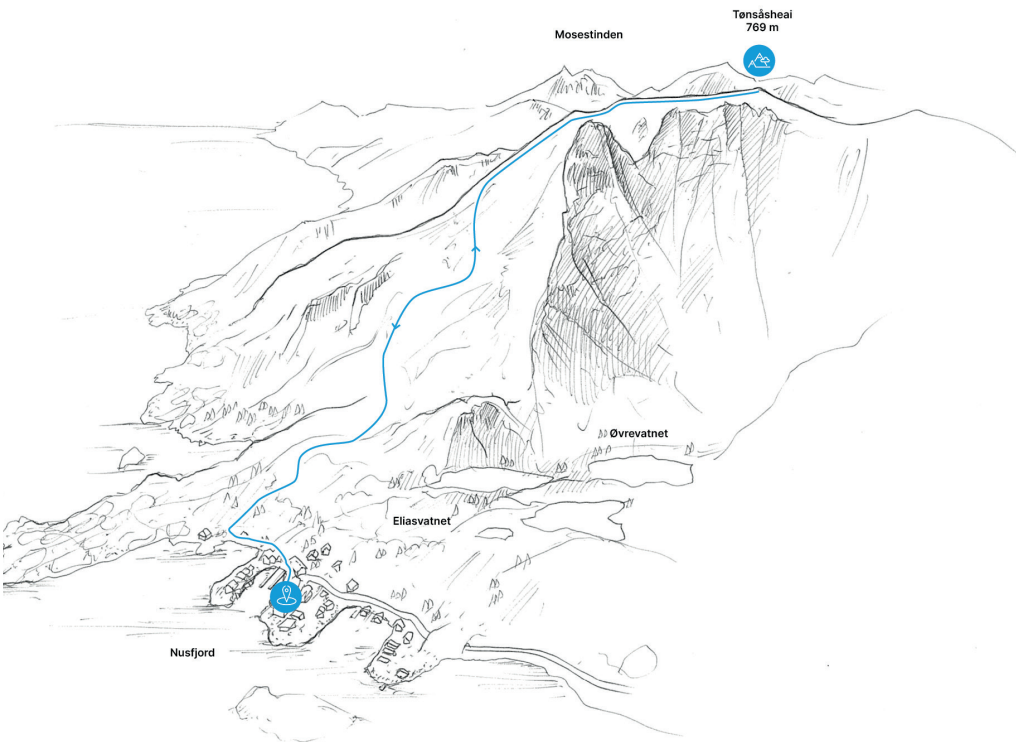 Tønsåsheai
769 m
Mosestinden
Øvrevatnet
Eliasvatnet
Nusfjord